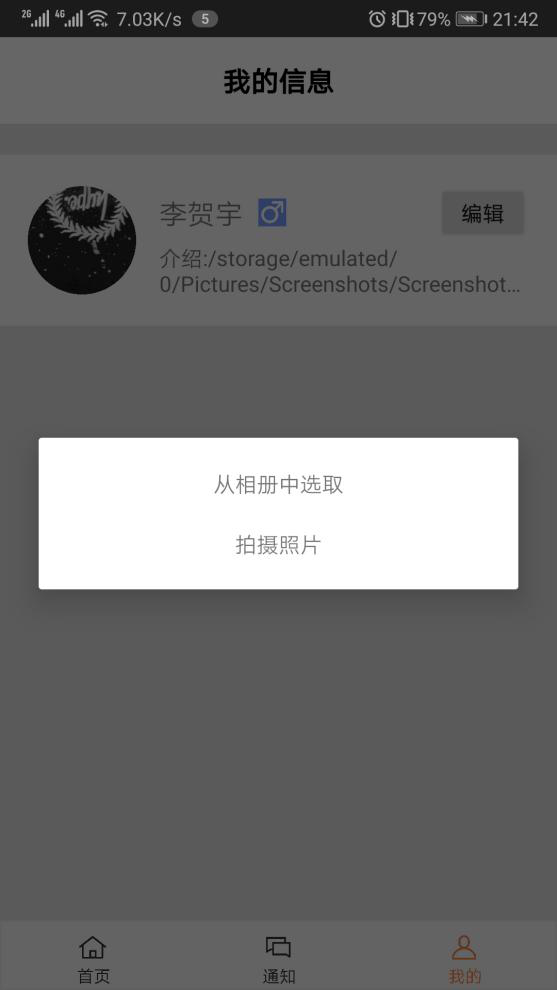 2G 4G 7.03K/s 5 79% 21:42
我的信息
李贺宇
编辑
介绍:/storage/emulated/
0/Pictures/Screenshots/Screenshot...
从相册中选取
拍摄照片
首页 通知 我的